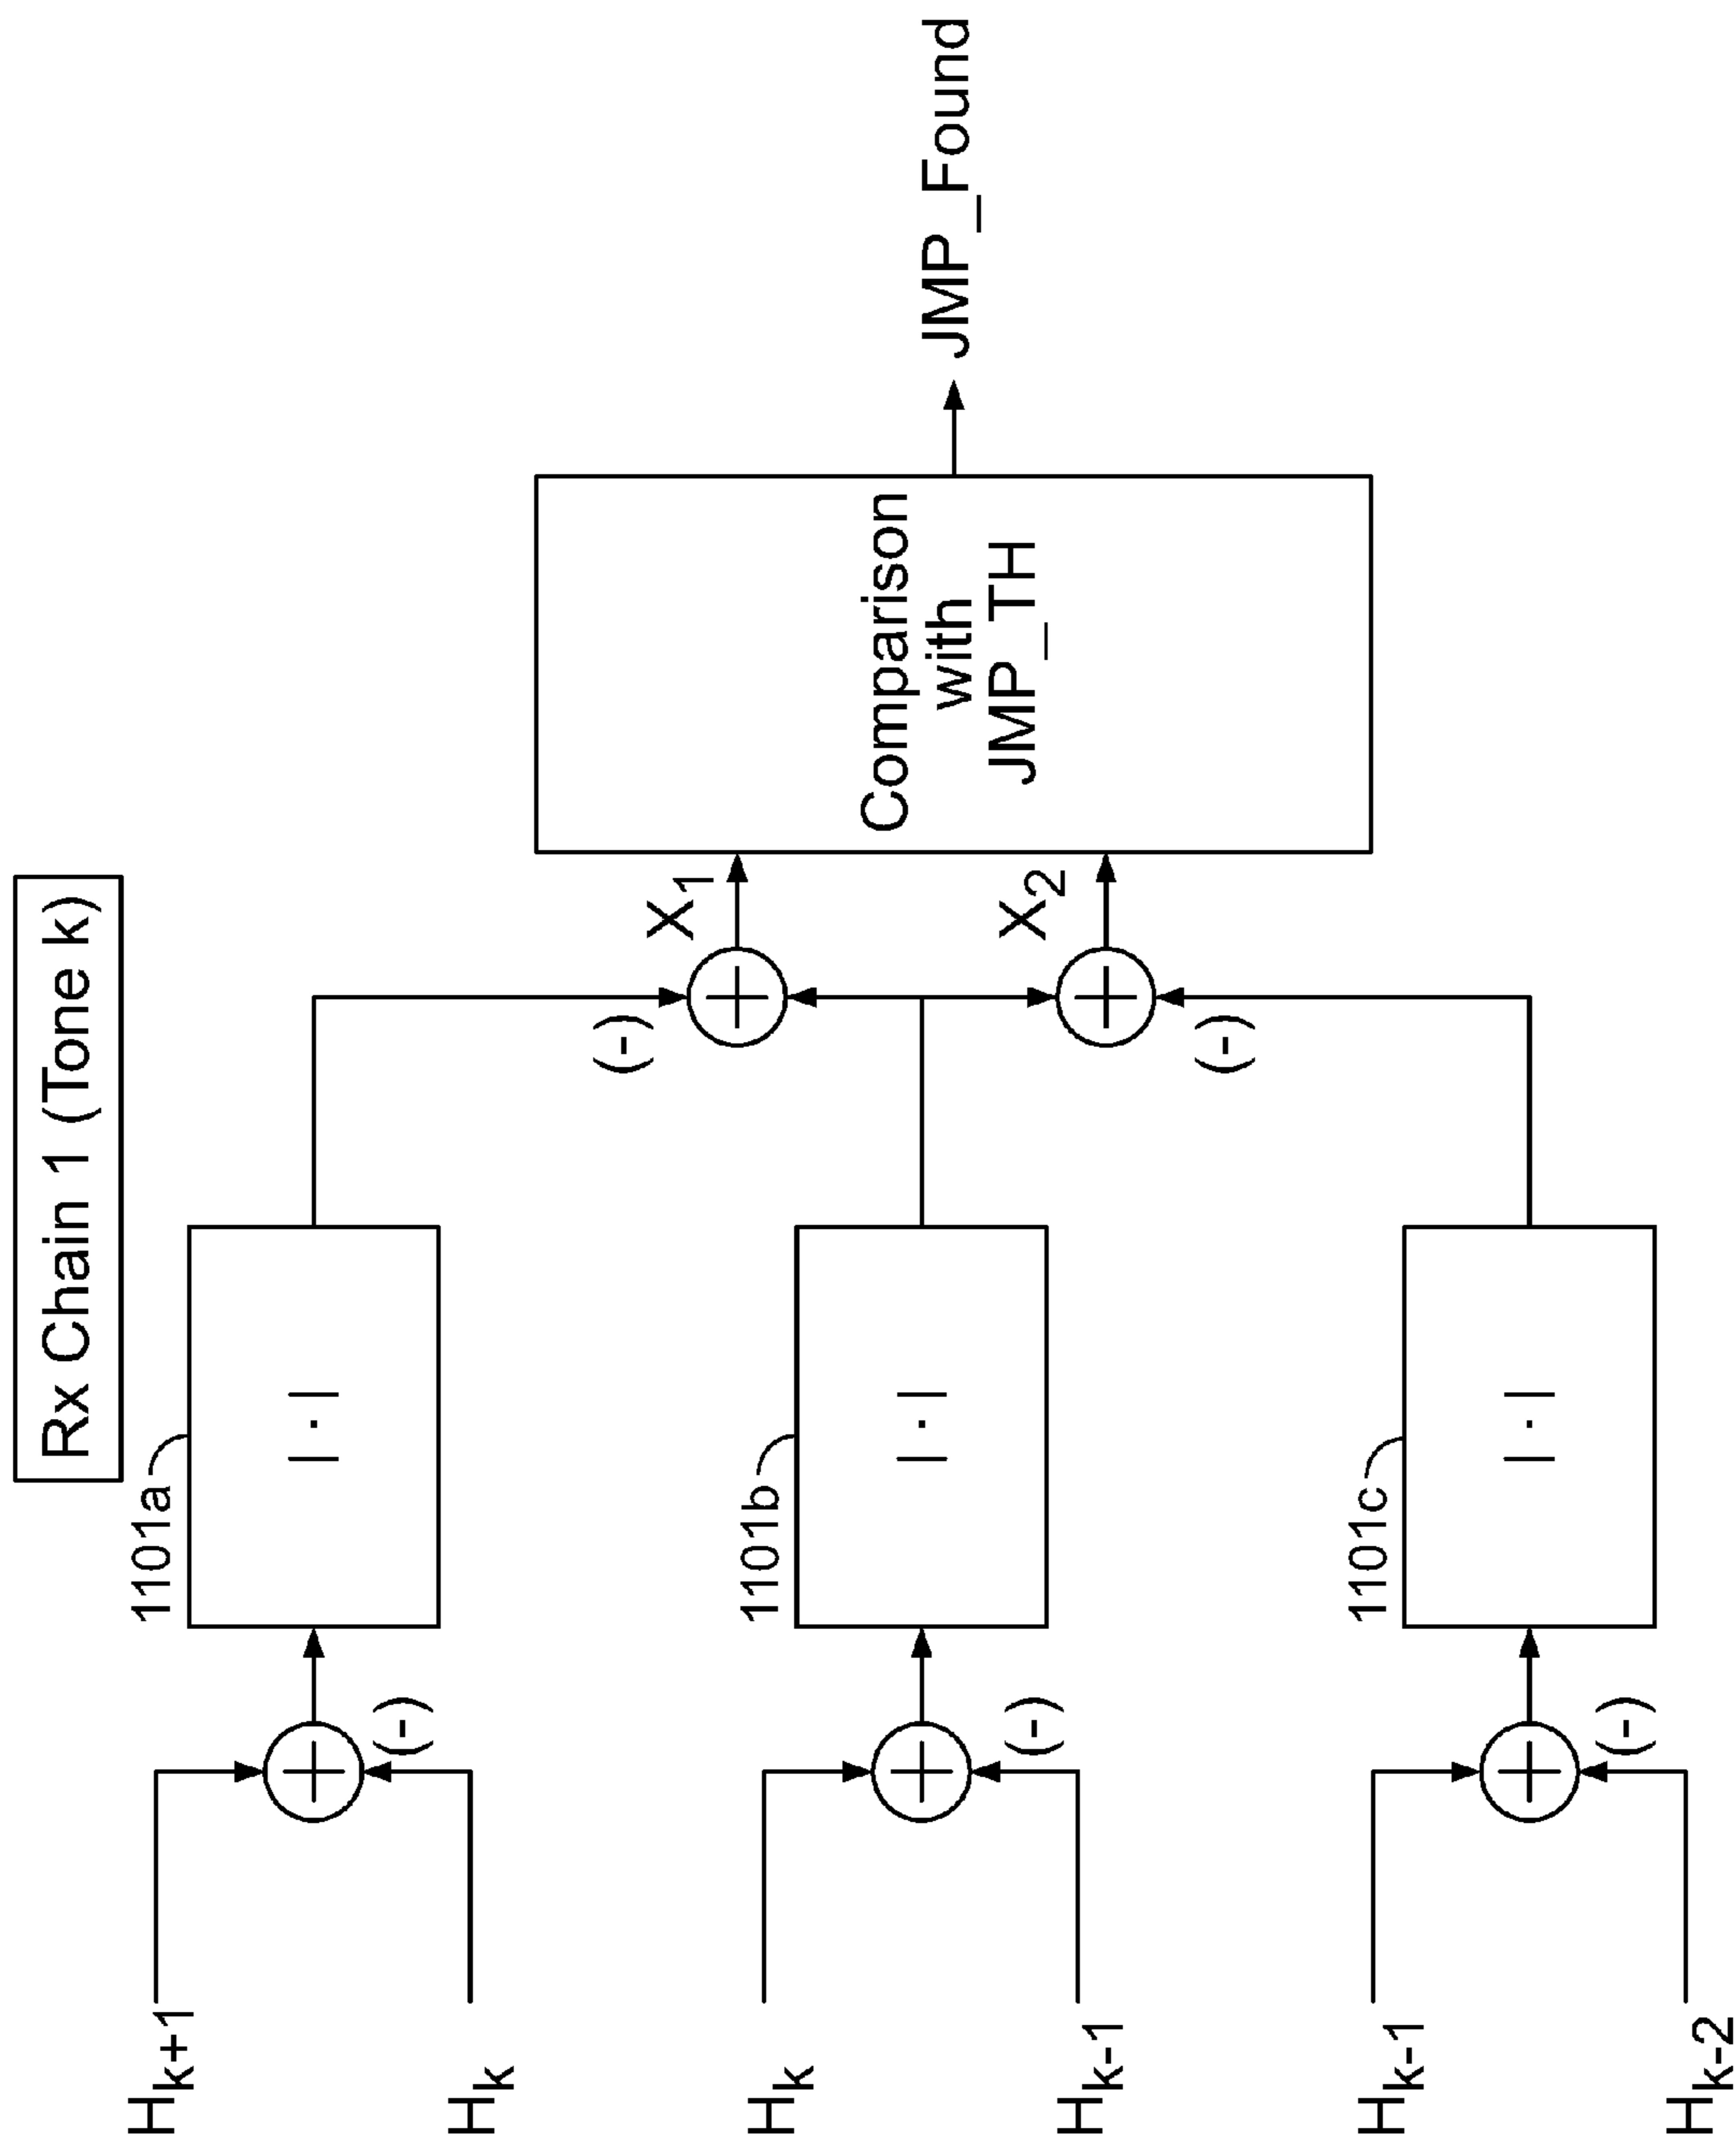 Rx Chain 1 (Tone k)
Hk+1
(-)
Hk
1101a
| · |
(-)
X1
Hk
(-)
Hk-1
1101b
| · |
X2
(-)
Hk-1
(-)
Hk-2
1101c
| · |
Comparison
with
JMP_TH
JMP_Found